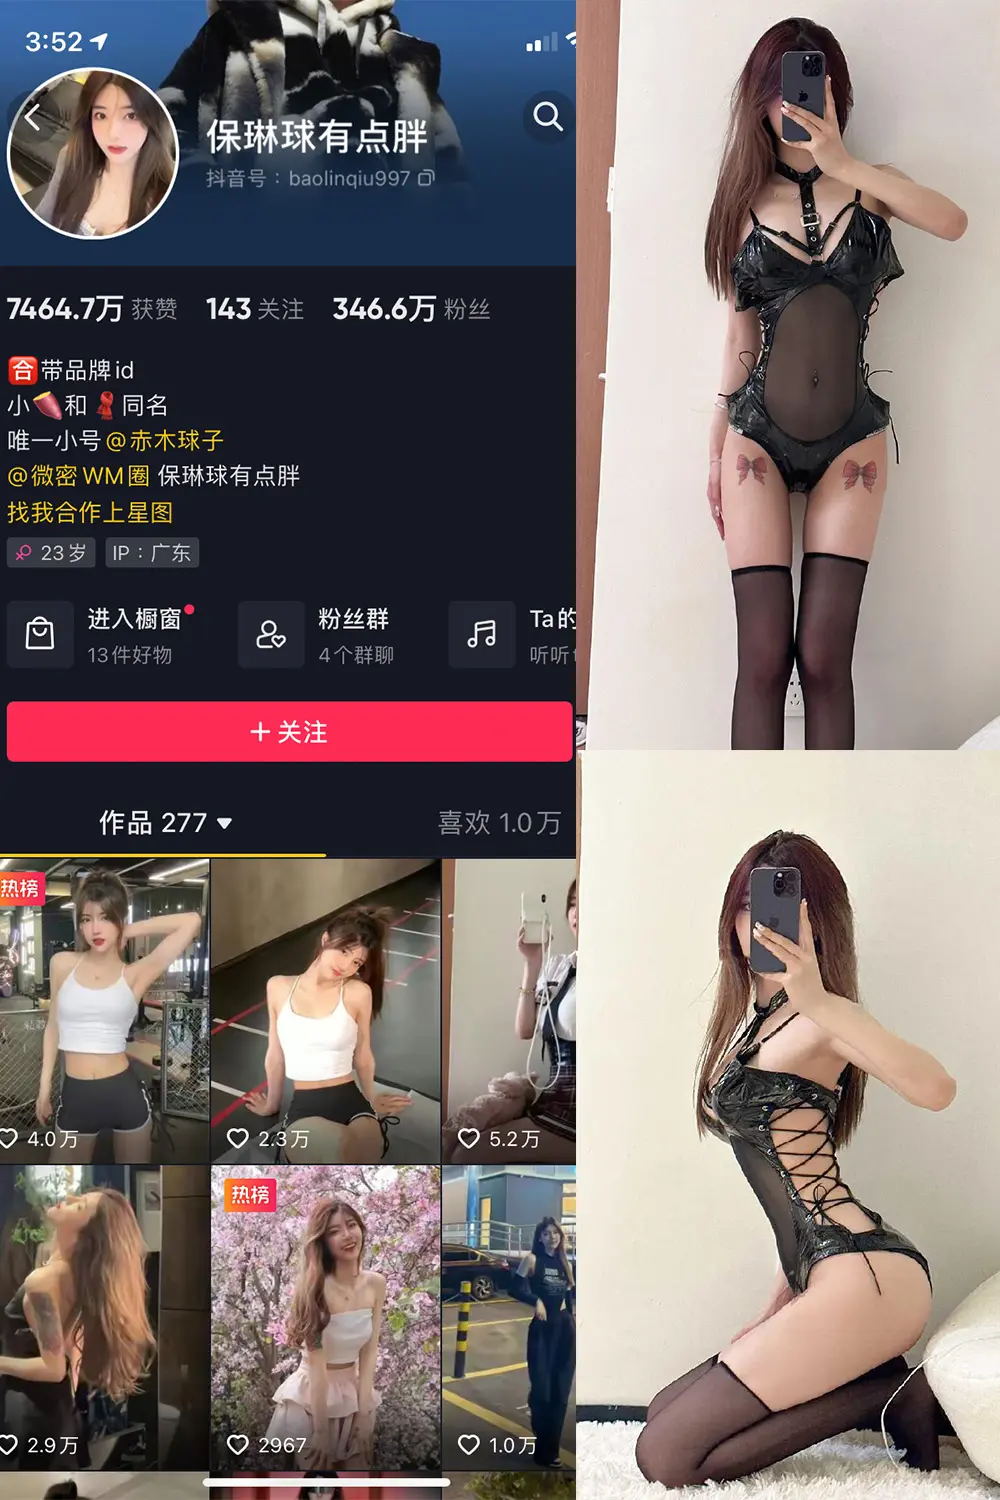 3:52
保琳球有点胖
抖音号：baolinqiu997
7464.7万 获赞 143 关注 346.6万 粉丝
合 带品牌id
小🍠和🧣同名
唯一小号@赤木球子
@微密WM圈 保琳球有点胖
找我合作上星图
23岁 IP：广东
进入橱窗 粉丝群 Ta的
13件好物 4个群聊 听听
+ 关注
作品 277 喜欢 1.0万
热榜
4.0万 2.3万 5.2万
热榜
2.9万 2967 1.0万